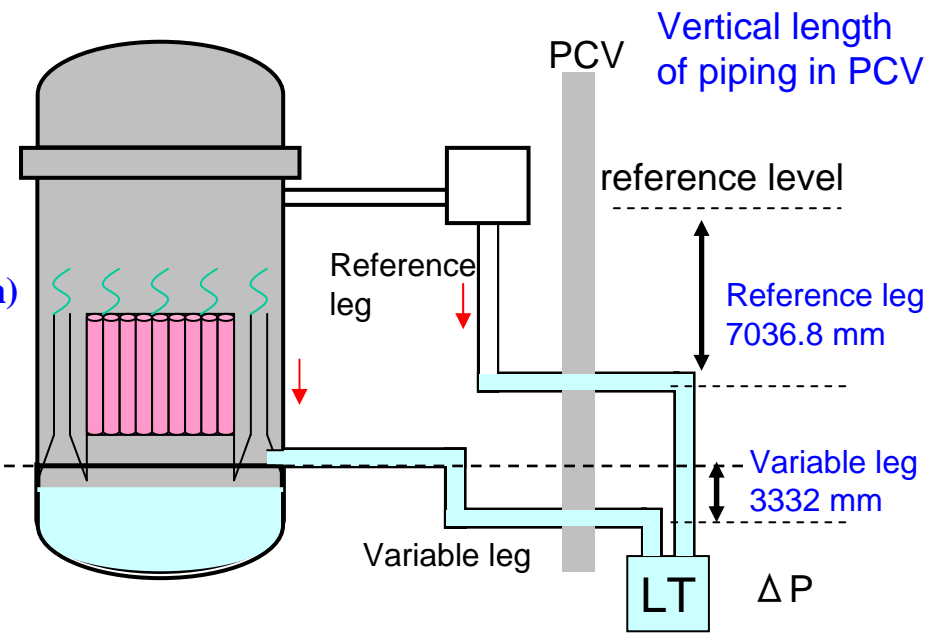 Vertical length
of piping in PCV
PCV
reference level
Reference
leg
n)
Reference leg
7036.8 mm
Variable leg
3332 mm
Variable leg
LT
Δ P